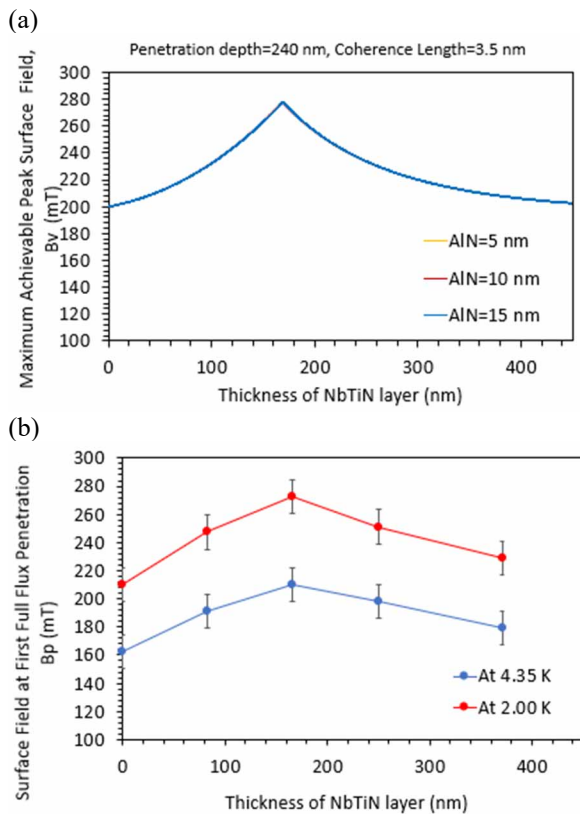 (a)
Penetration depth=240 nm, Coherence Length=3.5 nm
Maximum Achievable Peak Surface Field,
Bv (mT)
300
280
260
240
220
200
180
160
140
120
100
AlN=5 nm
AlN=10 nm
AlN=15 nm
0 100 200 300 400
Thickness of NbTiN layer (nm)
(b)
Surface Field at First Full Flux Penetration
Bp (mT)
300
280
260
240
220
200
180
160
140
120
100
At 4.35 K
At 2.00 K
0 100 200 300 400
Thickness of NbTiN layer (nm)